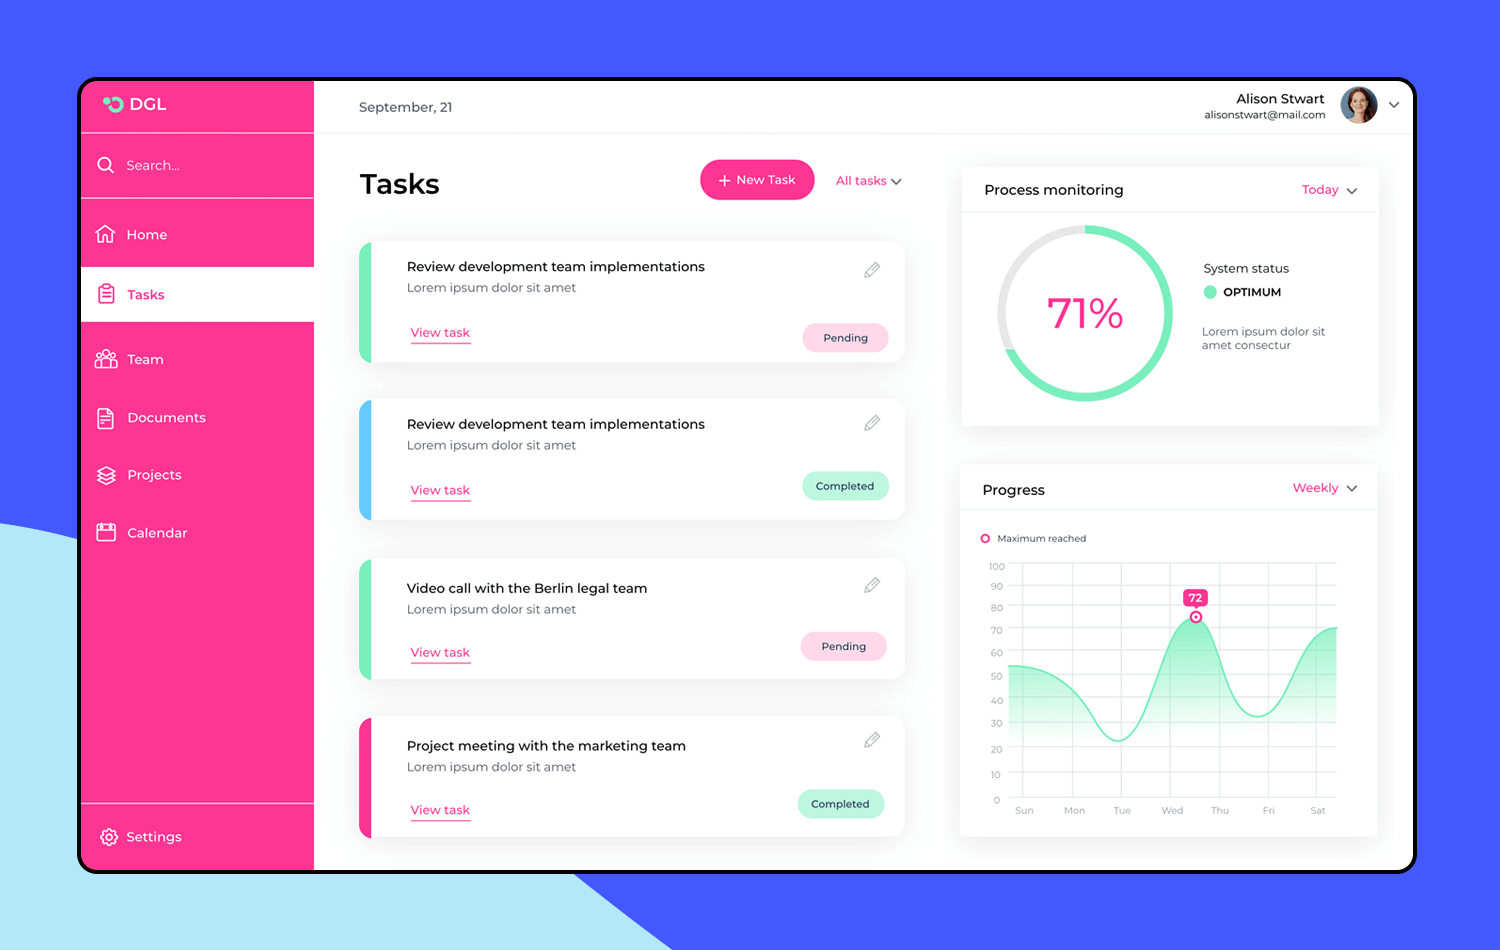 DGL
Search...
Home
Tasks
Team
Documents
Projects
Calendar
Settings
September, 21
Alison Stwart
alisonstwart@mail.com
Tasks
+ New Task
All tasks
Review development team implementations
Lorem ipsum dolor sit amet
View task
Pending
Review development team implementations
Lorem ipsum dolor sit amet
View task
Completed
Video call with the Berlin legal team
Lorem ipsum dolor sit amet
View task
Pending
Project meeting with the marketing team
Lorem ipsum dolor sit amet
View task
Completed
Process monitoring
Today
71%
System status
OPTIMUM
Lorem ipsum dolor sit
amet consectur
Progress
Weekly
Maximum reached
100
90
80
70
60
50
40
30
20
10
0
72
Sun Mon Tue Wed Thu Fri Sat